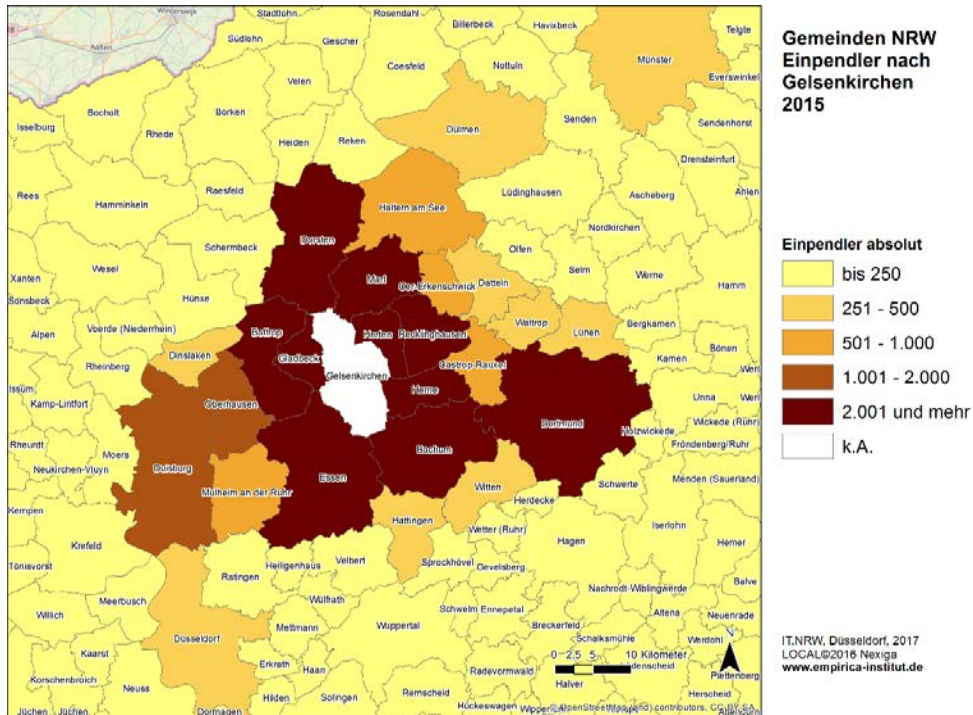 Gemeinden NRW
Einpendler nach
Gelsenkirchen
2015
Einpendler absolut
bis 250
251 - 500
501 - 1.000
1.001 - 2.000
2.001 und mehr
k.A.
IT.NRW, Düsseldorf, 2017
LOCAL©2016 Nexiga
www.empirica-institut.de
Winterswijk
Aalten
Stadtlohn
Rosendahl
Billerbeck
Havixbeck
Telgte
Südlohn
Gescher
Coesfeld
Nottuln
Münster
Everswinkel
Velen
Bocholt
Borken
Isselburg
Rhede
Dülmen
Senden
Sendenhorst
Heiden
Reken
Drensteinfurt
Rees
Raesfeld
Hamminkeln
Lüdinghausen
Ascheberg
Ahlen
Haltern am See
Nordkirchen
Dorsten
Schermbeck
Olfen
Wesel
Xanten
Marl
Oer-Erkenschwick
Datteln
Selm
Werne
Hamm
Sonsbeck
Hünxe
Waltrop
Lünen
Bergkamen
Alpen
Voerde (Niederrhein)
Bottrop
Herten
Recklinghausen
Bönen
Dinslaken
Gladbeck
Castrop-Rauxel
Kamen
Rheinberg
Gelsenkirchen
Werl
Issum
Oberhausen
Herne
Unna
Werl
Kamp-Lintfort
Dortmund
Holzwickede
Wickede (Ruhr)
Rheurdt
Moers
Bochum
Fröndenberg/Ruhr
Neukirchen-Vluyn
Duisburg
Essen
Menden (Sauerland)
Mülheim an der Ruhr
Witten
Schwerte
Herdecke
Kempen
Hattingen
Wetter (Ruhr)
Iserlohn
Krefeld
Hagen
Hemer
Tönisvorst
Velbert
Sprockhövel
Gevelsberg
Heiligenhaus
Ratingen
Balve
Nachrodt-Wiblingwerde
Meerbusch
Wülfrath
Schwelm
Ennepetal
Altena
Neuenrade
Willich
Mettmann
Wuppertal
Breckerfeld
Düsseldorf
Schalksmühle
Werdohl
N
Kaarst
Erkrath
Haan
0 2,5 5 10 Kilometer
Korschenbroich
Neuss
Radevormwald
Halver
Plettenberg
Hilden
Solingen
Remscheid
Herscheid
Jüchen
Jüchen
Dormagen
Hückeswagen
© OpenStreetMap (and) contributors, CC-BY-SA